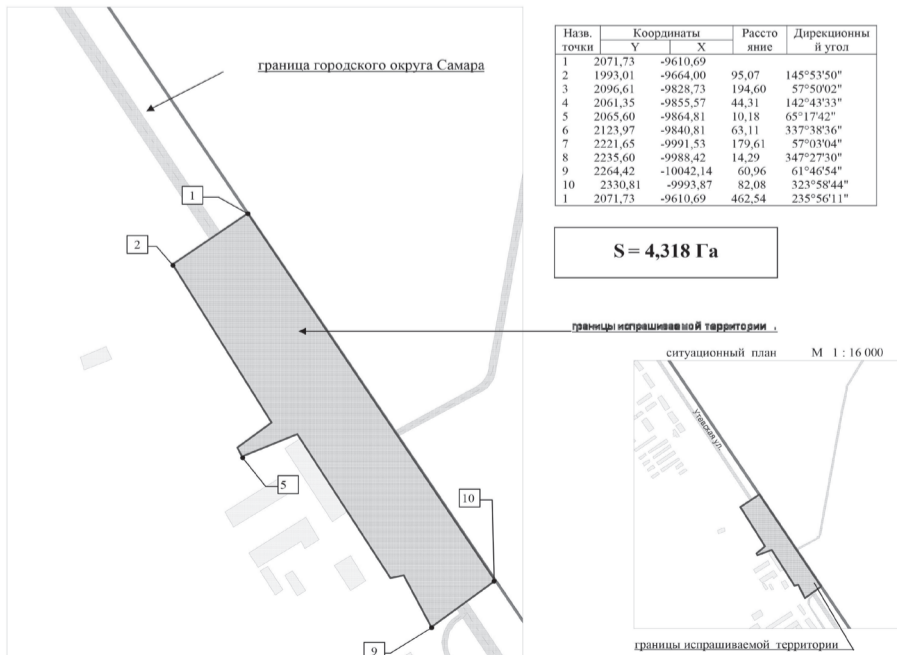 граница городского округа Самара
1
2
5
10
9
Назв. Координаты Рассто Дирекционны
точки Y X яние й угол
1 2071,73 -9610,69
2 1993,01 -9664,00 95,07 145°53'50"
3 2096,61 -9828,73 194,60 57°50'02"
4 2061,35 -9855,57 44,31 142°43'33"
5 2065,60 -9864,81 10,18 65°17'42"
6 2123,97 -9840,81 63,11 337°38'36"
7 2221,65 -9991,53 179,61 57°03'04"
8 2235,60 -9988,42 14,29 347°27'30"
9 2264,42 -10042,14 60,96 61°46'54"
10 2330,81 -9993,87 82,08 323°58'44"
1 2071,73 -9610,69 462,54 235°56'11"
S = 4,318 Га
границы испрашиваемой территории .
ситуационный план М 1 : 16 000
Утевская ул.
границы испрашиваемой территории